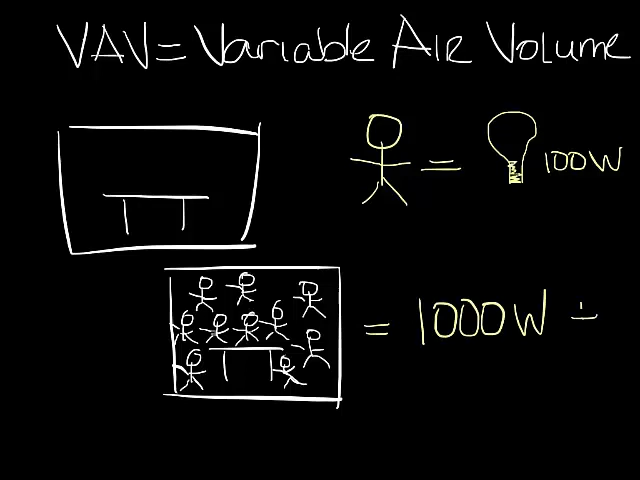 VAV = Variable Air Volume
= 100W
= 1000W ±